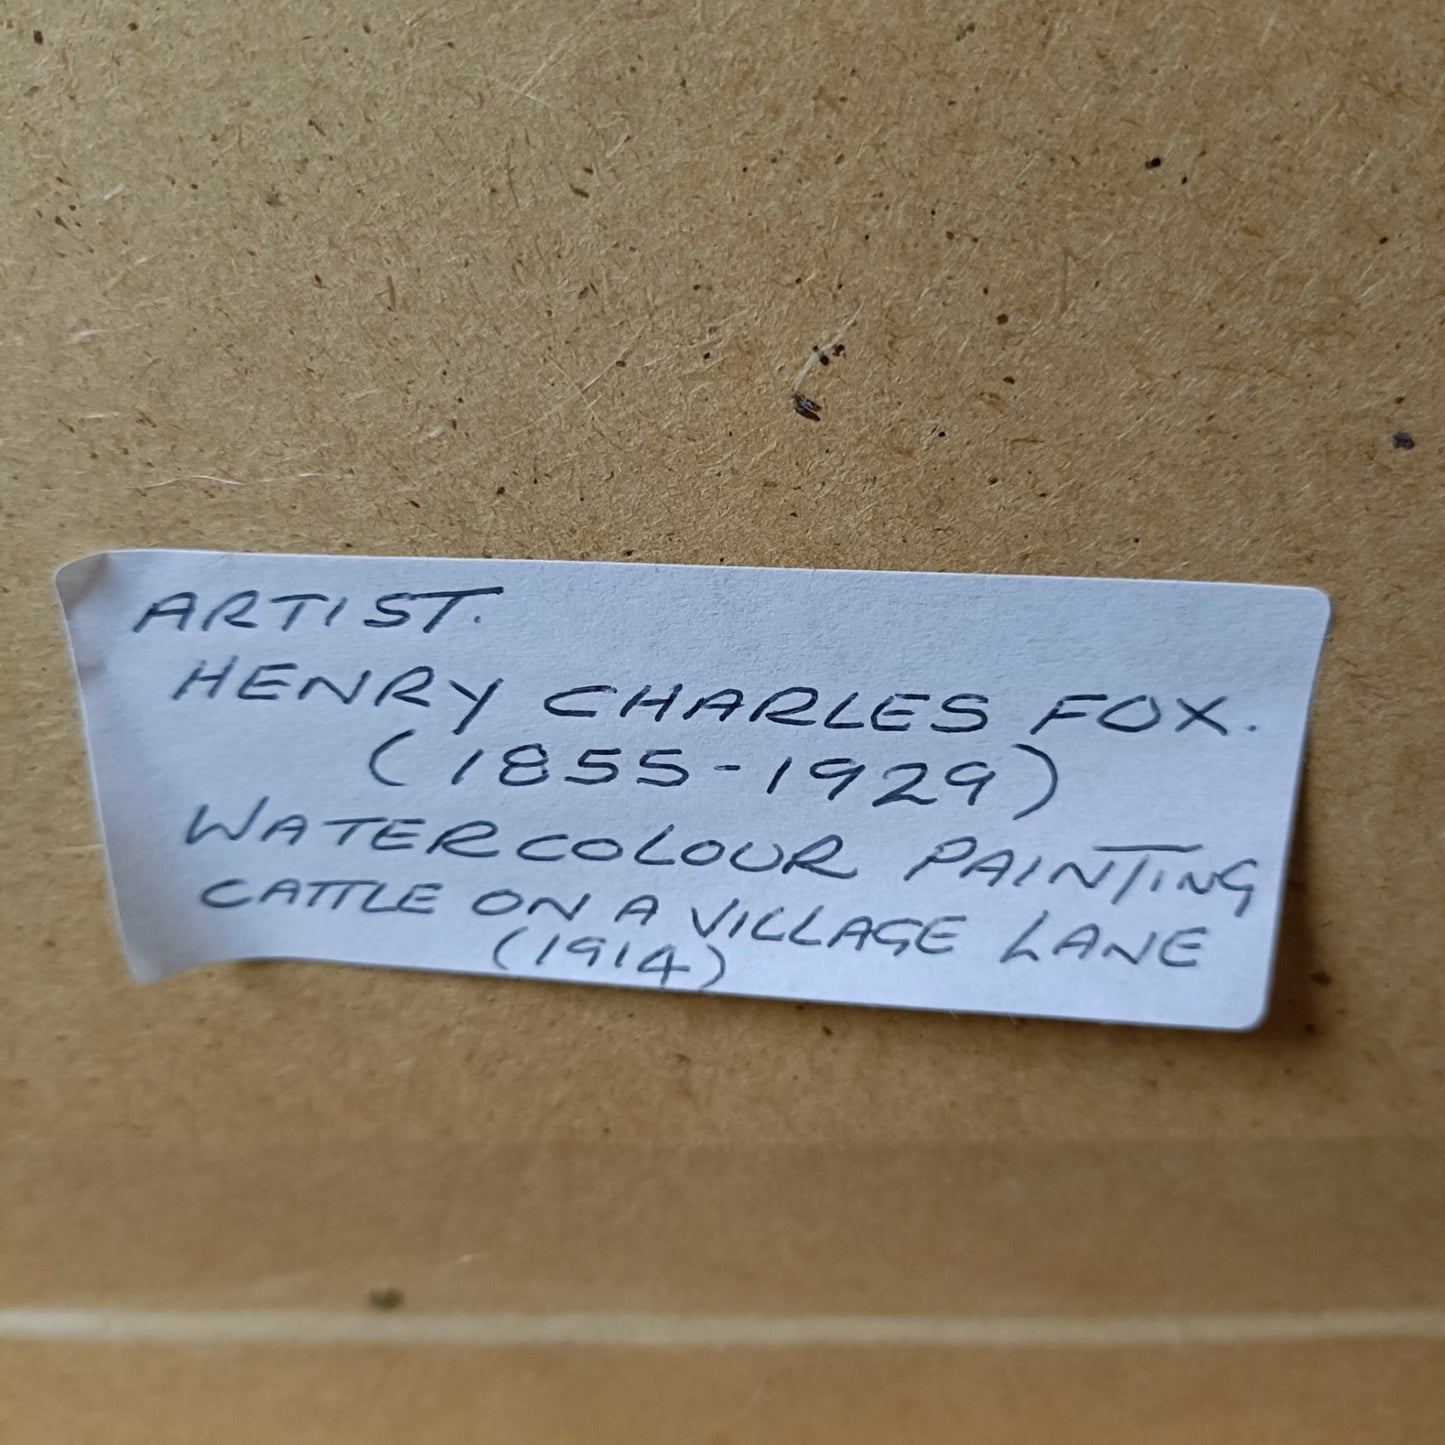 ARTIST.
HENRY CHARLES FOX.
(1855-1929)
WATERCOLOUR PAINTING
CATTLE ON A VILLAGE LANE
(1914)